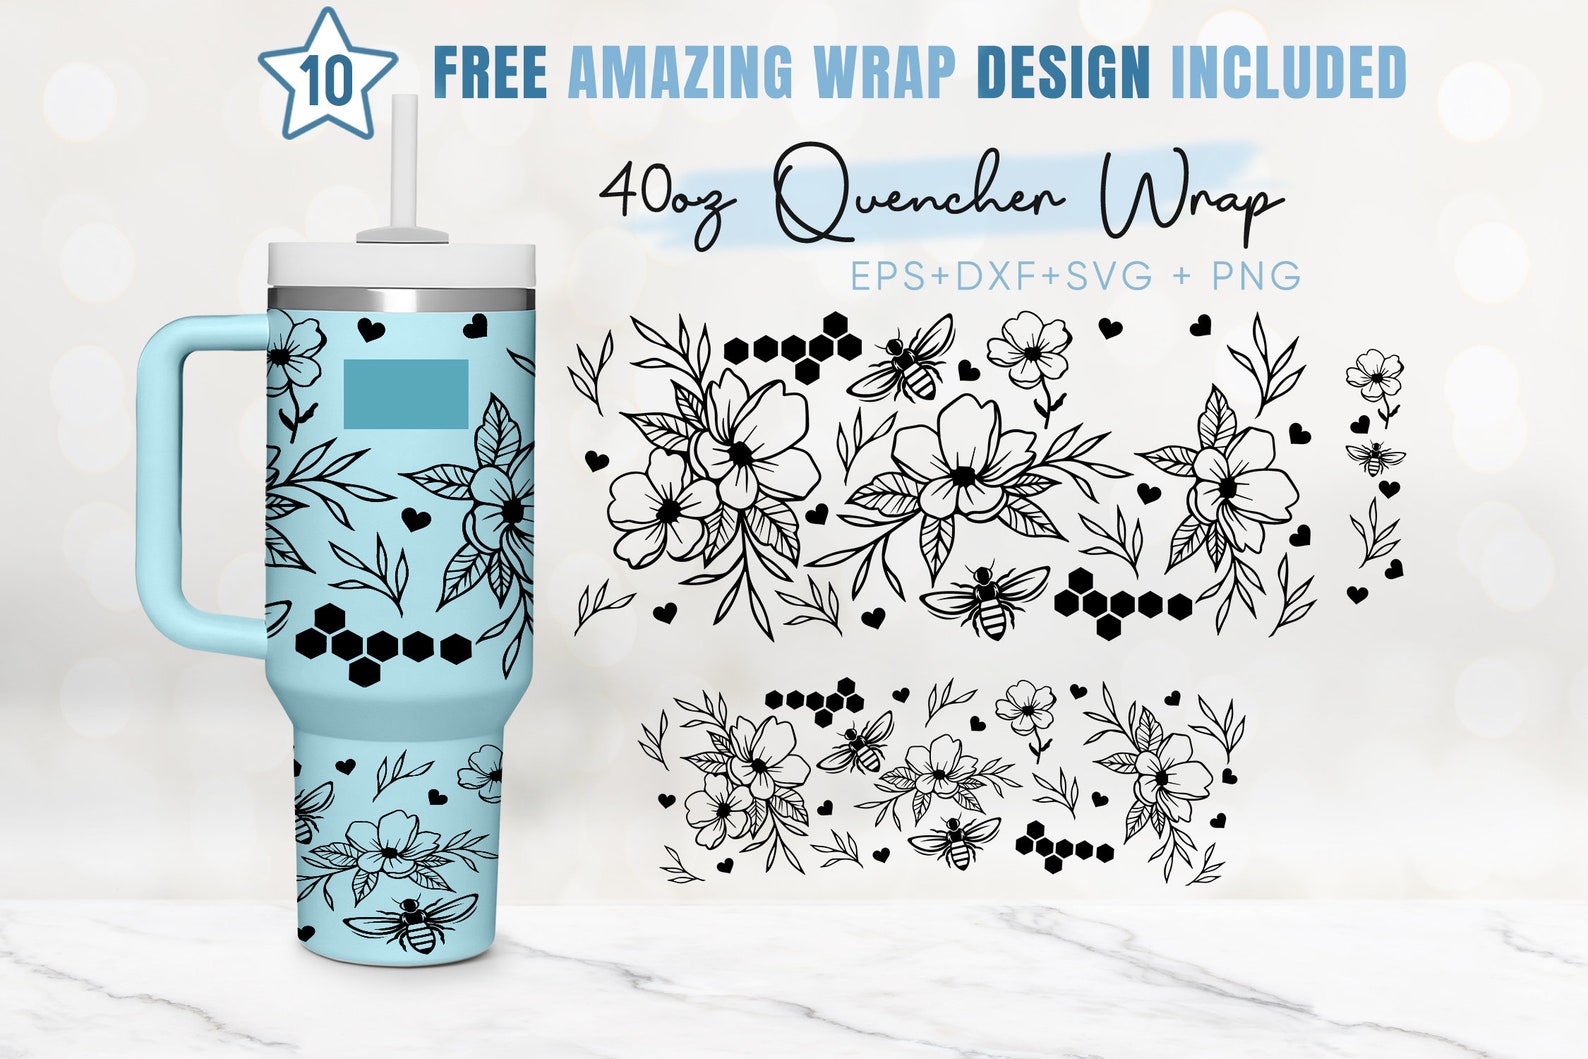 10
FREE AMAZING WRAP DESIGN INCLUDED
40oz Quencher Wrap
EPS+DXF+SVG + PNG